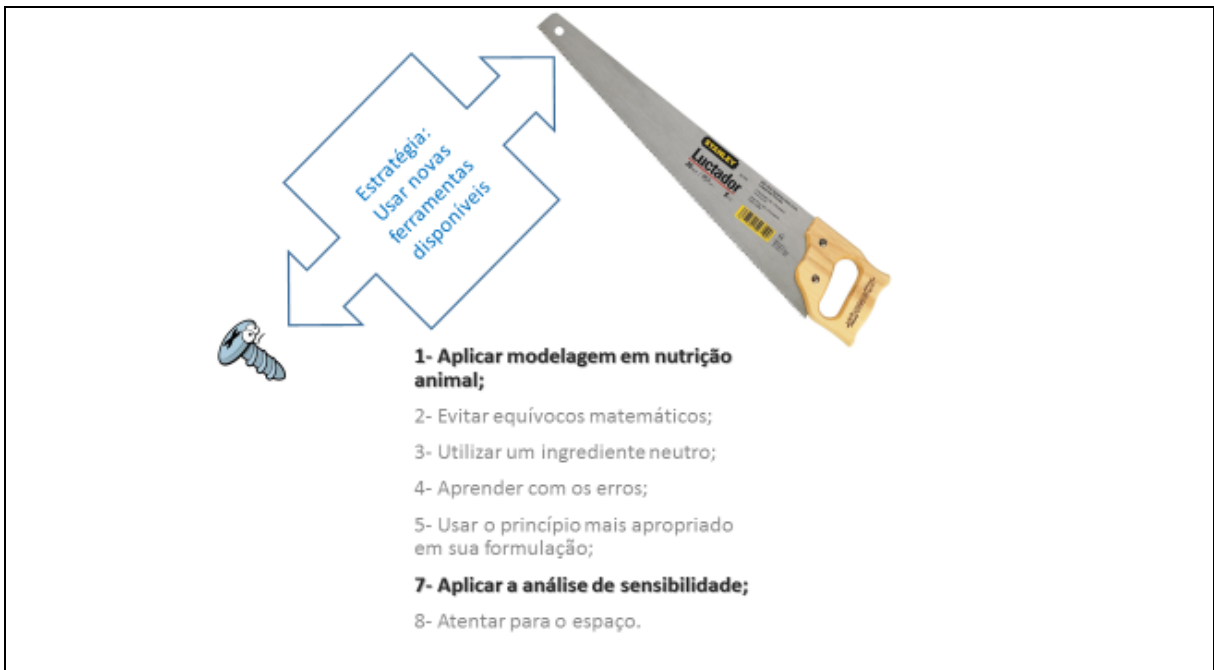 Estratégia:
Usar novas
ferramentas
disponíveis
STANLEY
Luctador
1- Aplicar modelagem em nutrição
animal;
2- Evitar equívocos matemáticos;
3- Utilizar um ingrediente neutro;
4- Aprender com os erros;
5- Usar o princípio mais apropriado
em sua formulação;
7- Aplicar a análise de sensibilidade;
8- Atentar para o espaço.